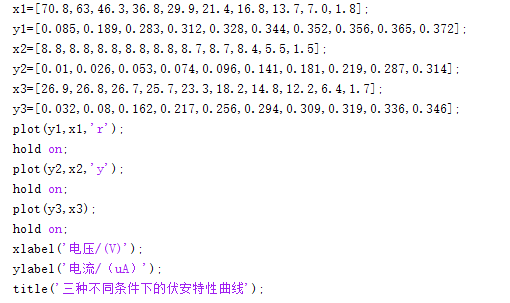 x1=[70.8,63,46.3,36.8,29.9,21.4,16.8,13.7,7.0,1.8];
y1=[0.085,0.189,0.283,0.312,0.328,0.344,0.352,0.356,0.365,0.372];
x2=[8.8,8.8,8.8,8.8,8.8,8.7,8.7,8.4,5.5,1.5];
y2=[0.01,0.026,0.053,0.074,0.096,0.141,0.181,0.219,0.287,0.314];
x3=[26.9,26.8,26.7,25.7,23.3,18.2,14.8,12.2,6.4,1.7];
y3=[0.032,0.08,0.162,0.217,0.256,0.294,0.309,0.319,0.336,0.346];
plot(y1,x1,'r');
hold on;
plot(y2,x2,'y');
hold on;
plot(y3,x3);
hold on;
xlabel('电压/(V)');
ylabel('电流/（uA）');
title('三种不同条件下的伏安特性曲线');